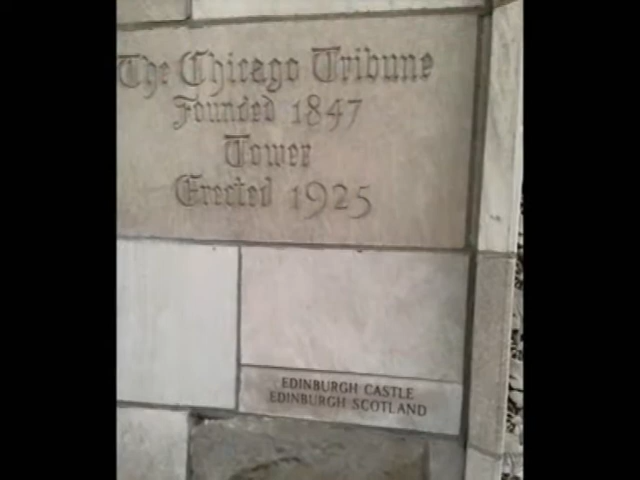 The Chicago Tribune
Founded 1847
Tower
Erected 1925
EDINBURGH CASTLE
EDINBURGH SCOTLAND